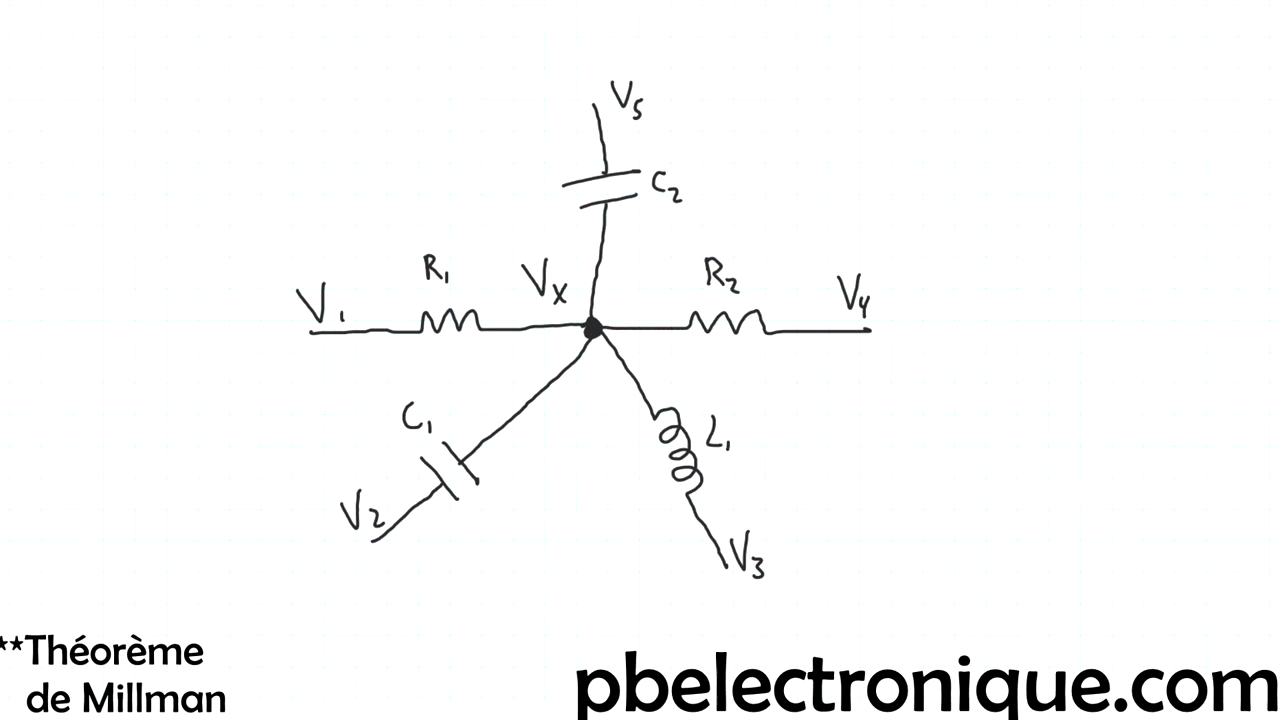 V5
C2
R1
Vx
R2
V1
V4
C1
L1
V2
V3
**Théorème
de Millman
pbelectronique.com